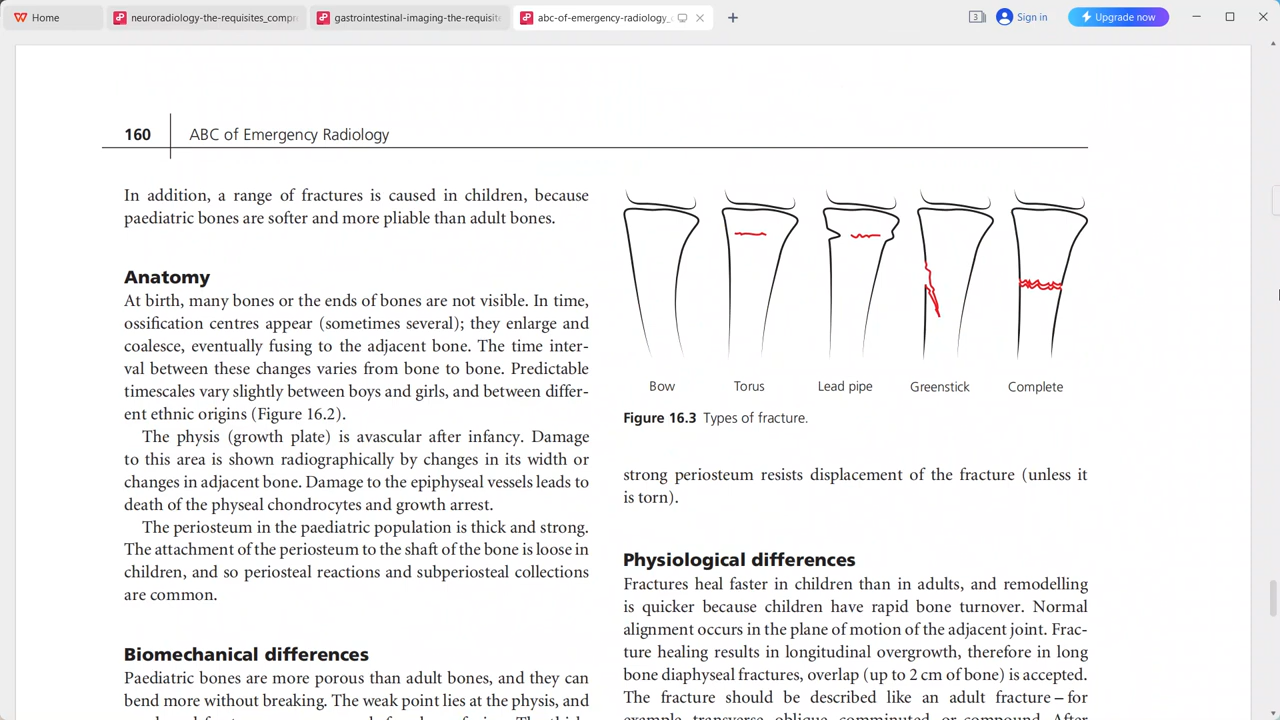 Home
neuroradiology-the-requisites_compr
gastrointestinal-imaging-the-requisite
abc-of-emergency-radiology_
3
Sign in
Upgrade now
160
ABC of Emergency Radiology
In addition, a range of fractures is caused in children, because
paediatric bones are softer and more pliable than adult bones.
Anatomy
At birth, many bones or the ends of bones are not visible. In time,
ossification centres appear (sometimes several); they enlarge and
coalesce, eventually fusing to the adjacent bone. The time inter-
val between these changes varies from bone to bone. Predictable
timescales vary slightly between boys and girls, and between differ-
ent ethnic origins (Figure 16.2).
The physis (growth plate) is avascular after infancy. Damage
to this area is shown radiographically by changes in its width or
changes in adjacent bone. Damage to the epiphyseal vessels leads to
death of the physeal chondrocytes and growth arrest.
The periosteum in the paediatric population is thick and strong.
The attachment of the periosteum to the shaft of the bone is loose in
children, and so periosteal reactions and subperiosteal collections
are common.
Biomechanical differences
Paediatric bones are more porous than adult bones, and they can
bend more without breaking. The weak point lies at the physis, and
Bow
Torus
Lead pipe
Greenstick
Complete
Figure 16.3 Types of fracture.
strong periosteum resists displacement of the fracture (unless it
is torn).
Physiological differences
Fractures heal faster in children than in adults, and remodelling
is quicker because children have rapid bone turnover. Normal
alignment occurs in the plane of motion of the adjacent joint. Frac-
ture healing results in longitudinal overgrowth, therefore in long
bone diaphyseal fractures, overlap (up to 2 cm of bone) is accepted.
The fracture should be described like an adult fracture – for
example, transverse, oblique, comminuted, or compound. After